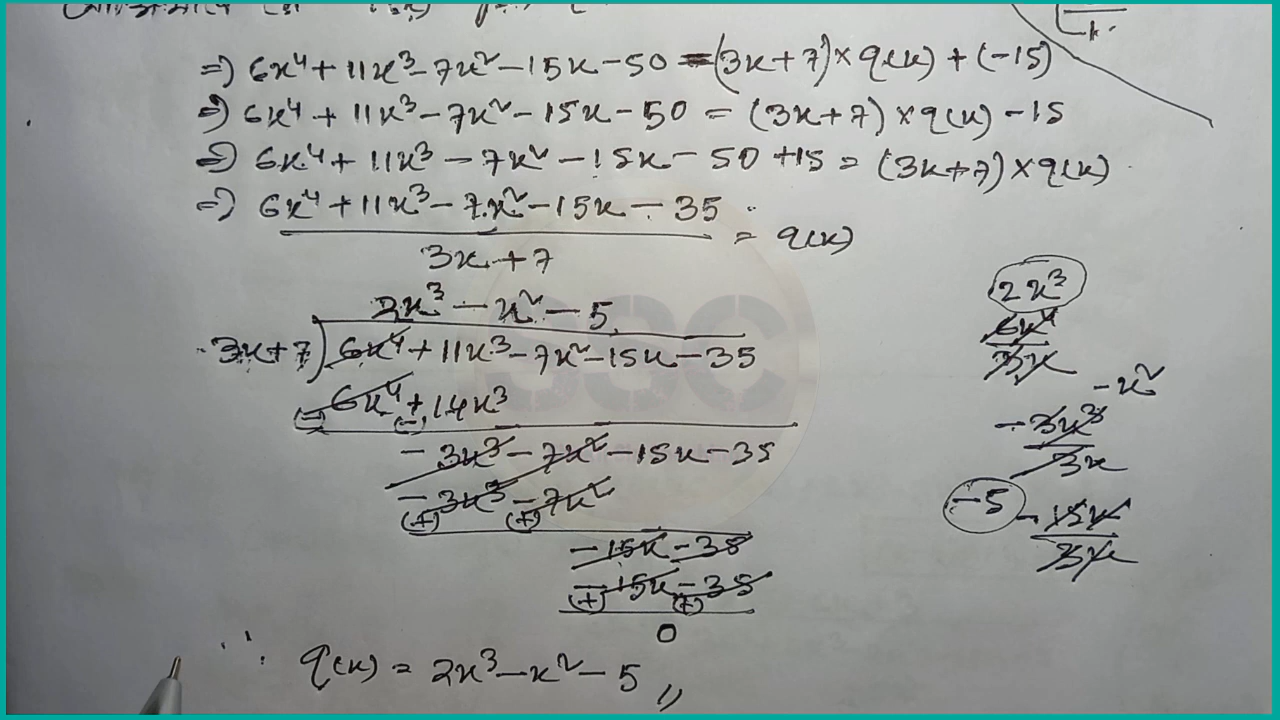 => 6x⁴ + 11x³ - 7x² - 15x - 50 = (3x + 7) × q(x) + (-15)
=> 6x⁴ + 11x³ - 7x² - 15x - 50 = (3x + 7) × q(x) - 15
=> 6x⁴ + 11x³ - 7x² - 15x - 50 + 15 = (3x + 7) × q(x)
=> 6x⁴ + 11x³ - 7x² - 15x - 35
= q(x)
3x + 7
2x³ - x² - 5
3x + 7) 6x⁴ + 11x³ - 7x² - 15x - 35
6x⁴ + 14x³
(-) (-)
- 3x³ - 7x² - 15x - 35
- 3x³ - 7x²
(+) (+)
- 15x - 35
- 15x - 35
(+) (+)
0
∴ q(x) = 2x³ - x² - 5 ,,
2x³
6x⁴
3x
- x²
- 3x³
3x
-5
- 15x
3x
SSC